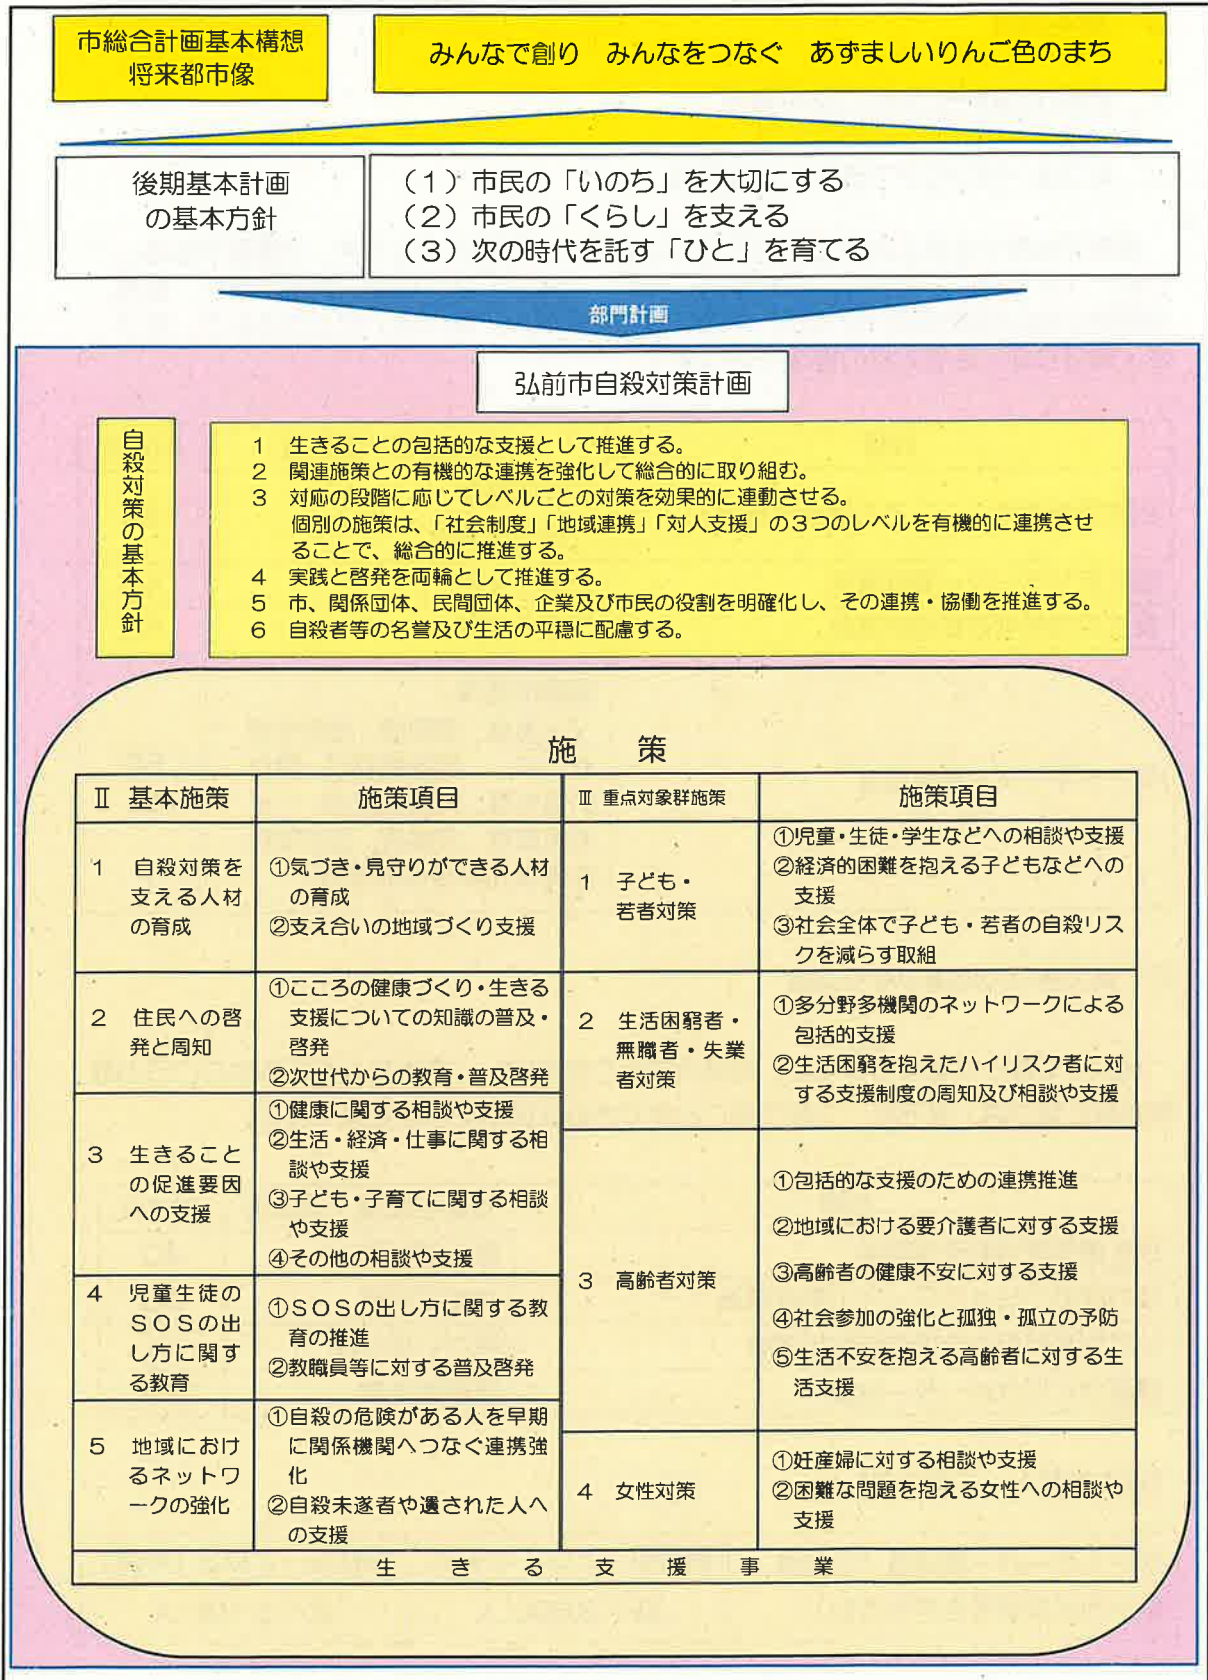 市総合計画基本構想
将来都市像
みんなで創り　みんなをつなぐ　あずましいりんご色のまち
後期基本計画
の基本方針
（１）市民の「いのち」を大切にする
（２）市民の「くらし」を支える
（３）次の時代を託す「ひと」を育てる
部門計画
弘前市自殺対策計画
自殺対策の基本方針
１　生きることの包括的な支援として推進する。
２　関連施策との有機的な連携を強化して総合的に取り組む。
３　対応の段階に応じてレベルごとの対策を効果的に連動させる。
個別の施策は、「社会制度」「地域連携」「対人支援」の３つのレベルを有機的に連携させ
ることで、総合的に推進する。
４　実践と啓発を両輪として推進する。
５　市、関係団体、民間団体、企業及び市民の役割を明確化し、その連携・協働を推進する。
６　自殺者等の名誉及び生活の平穏に配慮する。
施　策
Ⅱ　基本施策
施策項目
１　自殺対策を
支える人材
の育成
①気づき・見守りができる人材
の育成
②支え合いの地域づくり支援
２　住民への啓
発と周知
①こころの健康づくり・生きる
支援についての知識の普及・
啓発
②次世代からの教育・普及啓発
３　生きること
の促進要因
への支援
①健康に関する相談や支援
②生活・経済・仕事に関する相
談や支援
③子ども・子育てに関する相談
や支援
④その他の相談や支援
４　児童生徒の
ＳＯＳの出
し方に関す
る教育
①ＳＯＳの出し方に関する教
育の推進
②教職員等に対する普及啓発
５　地域におけ
るネットワ
ークの強化
①自殺の危険がある人を早期
に関係機関へつなぐ連携強
化
②自殺未遂者や遺された人へ
の支援
Ⅲ　重点対象群施策
施策項目
１　子ども・
若者対策
①児童・生徒・学生などへの相談や支援
②経済的困難を抱える子どもなどへの
支援
③社会全体で子ども・若者の自殺リス
クを減らす取組
２　生活困窮者・
無職者・失業
者対策
①多分野多機関のネットワークによる
包括的支援
②生活困窮を抱えたハイリスク者に対
する支援制度の周知及び相談や支援
３　高齢者対策
①包括的な支援のための連携推進
②地域における要介護者に対する支援
③高齢者の健康不安に対する支援
④社会参加の強化と孤独・孤立の予防
⑤生活不安を抱える高齢者に対する生
活支援
４　女性対策
①妊産婦に対する相談や支援
②困難な問題を抱える女性への相談や
支援
生きる支援事業